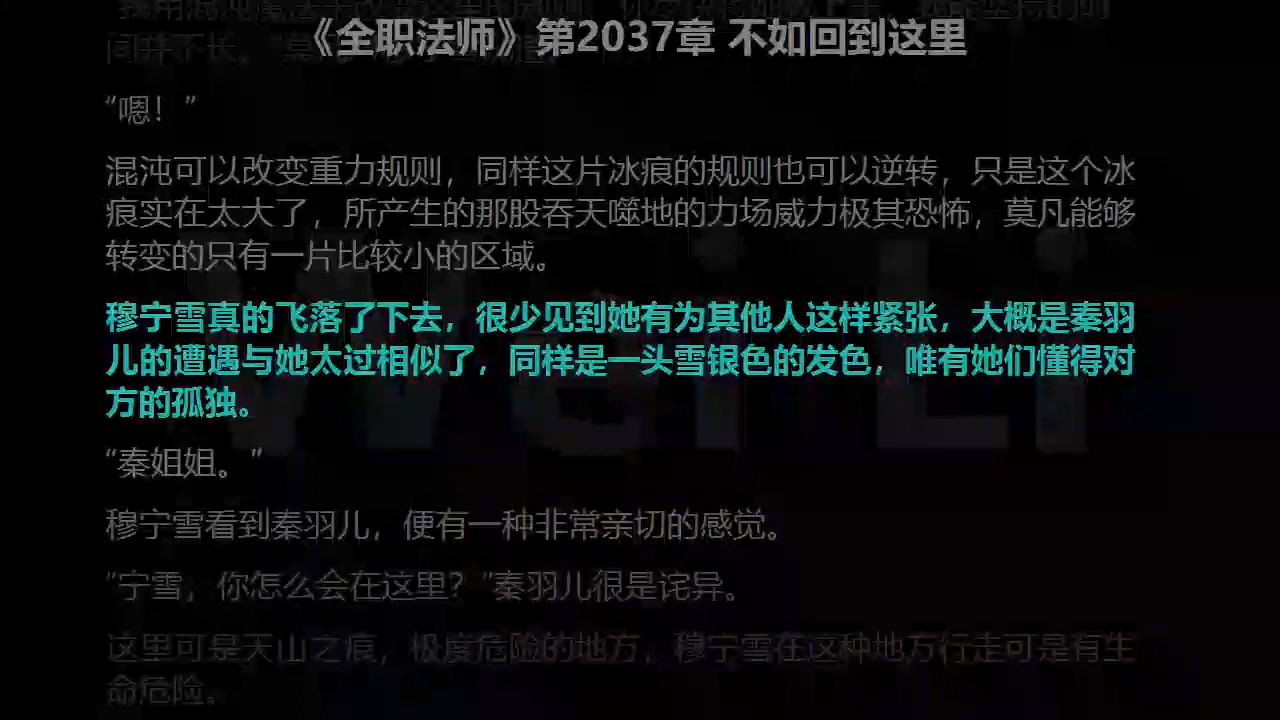 《全职法师》第2037章 不如回到这里
间并不长。
“嗯！”
混沌可以改变重力规则，同样这片冰痕的规则也可以逆转，只是这个冰
痕实在太大了，所产生的那股吞天噬地的力场威力极其恐怖，莫凡能够
转变的只有一片比较小的区域。
穆宁雪真的飞落了下去，很少见到她有为其他人这样紧张，大概是秦羽
儿的遭遇与她太过相似了，同样是一头雪银色的发色，唯有她们懂得对
方的孤独。
“秦姐姐。”
穆宁雪看到秦羽儿，便有一种非常亲切的感觉。
“宁雪，你怎么会在这里？”秦羽儿很是诧异。
这里可是天山之痕，极度危险的地方，穆宁雪在这种地方行走可是有生
命危险。
Wei Li